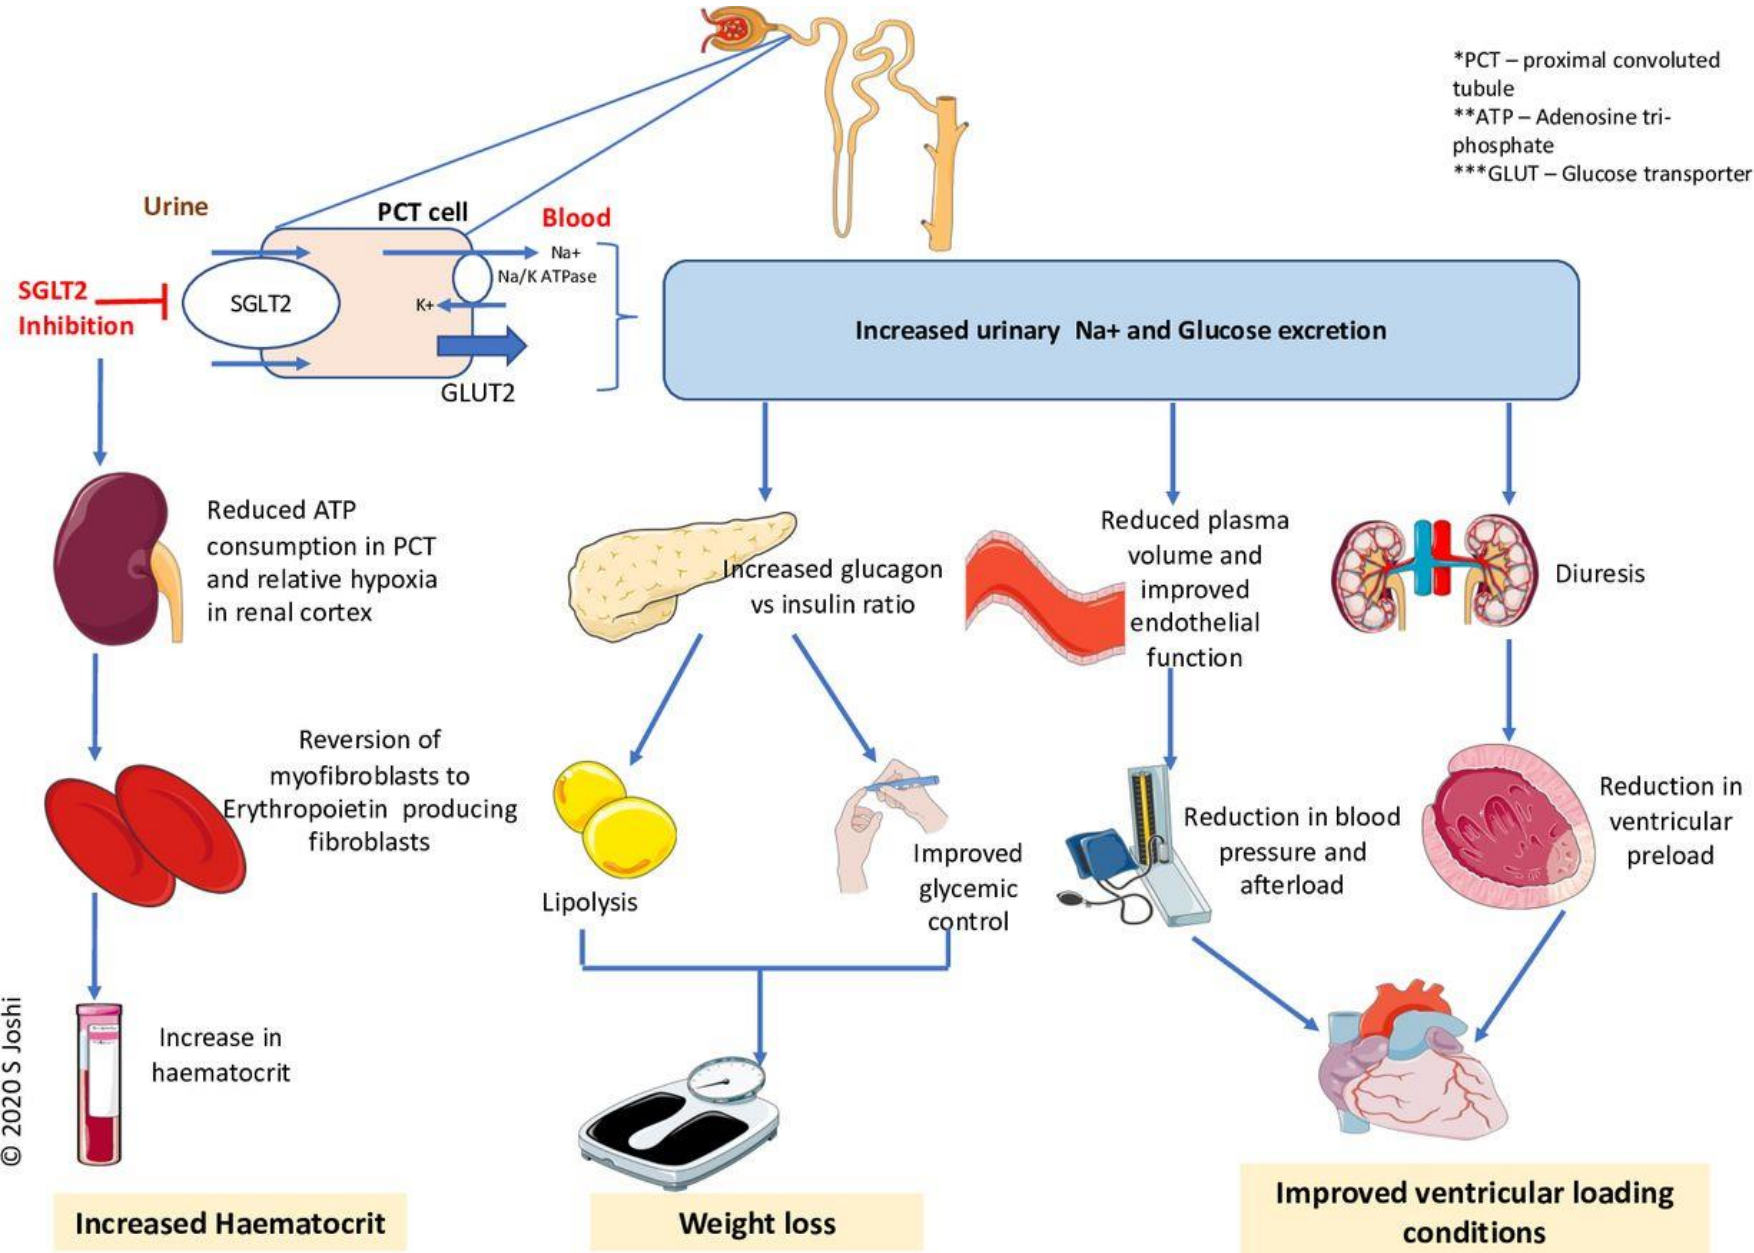 *PCT – proximal convoluted
tubule
**ATP – Adenosine tri-
phosphate
***GLUT – Glucose transporter
Urine
PCT cell
Blood
Na+
Na/K ATPase
SGLT2
Inhibition
SGLT2
K+
GLUT2
Increased urinary Na+ and Glucose excretion
Reduced ATP
consumption in PCT
and relative hypoxia
in renal cortex
Increased glucagon
vs insulin ratio
Reduced plasma
volume and
improved
endothelial
function
Diuresis
Reversion of
myofibroblasts to
Erythropoietin producing
fibroblasts
Lipolysis
Improved
glycemic
control
Reduction in blood
pressure and
afterload
Reduction in
ventricular
preload
Increase in
haematocrit
© 2020 S Joshi
Increased Haematocrit
Weight loss
Improved ventricular loading
conditions